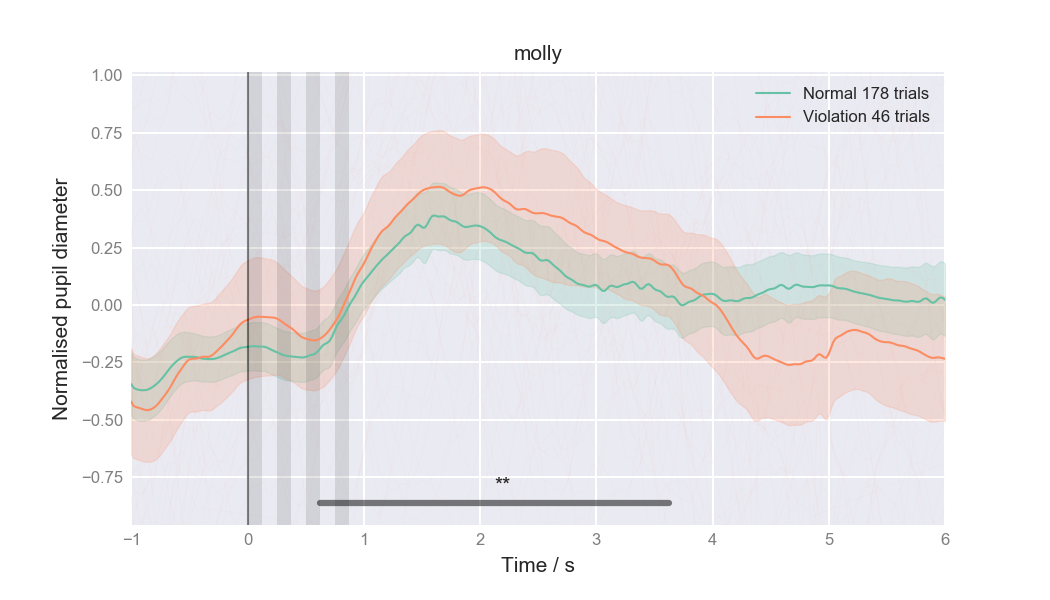 molly
Normal 178 trials
Violation 46 trials
Normalised pupil diameter
1.00
0.75
0.50
0.25
0.00
−0.25
−0.50
−0.75
**
−1 0 1 2 3 4 5 6
Time / s